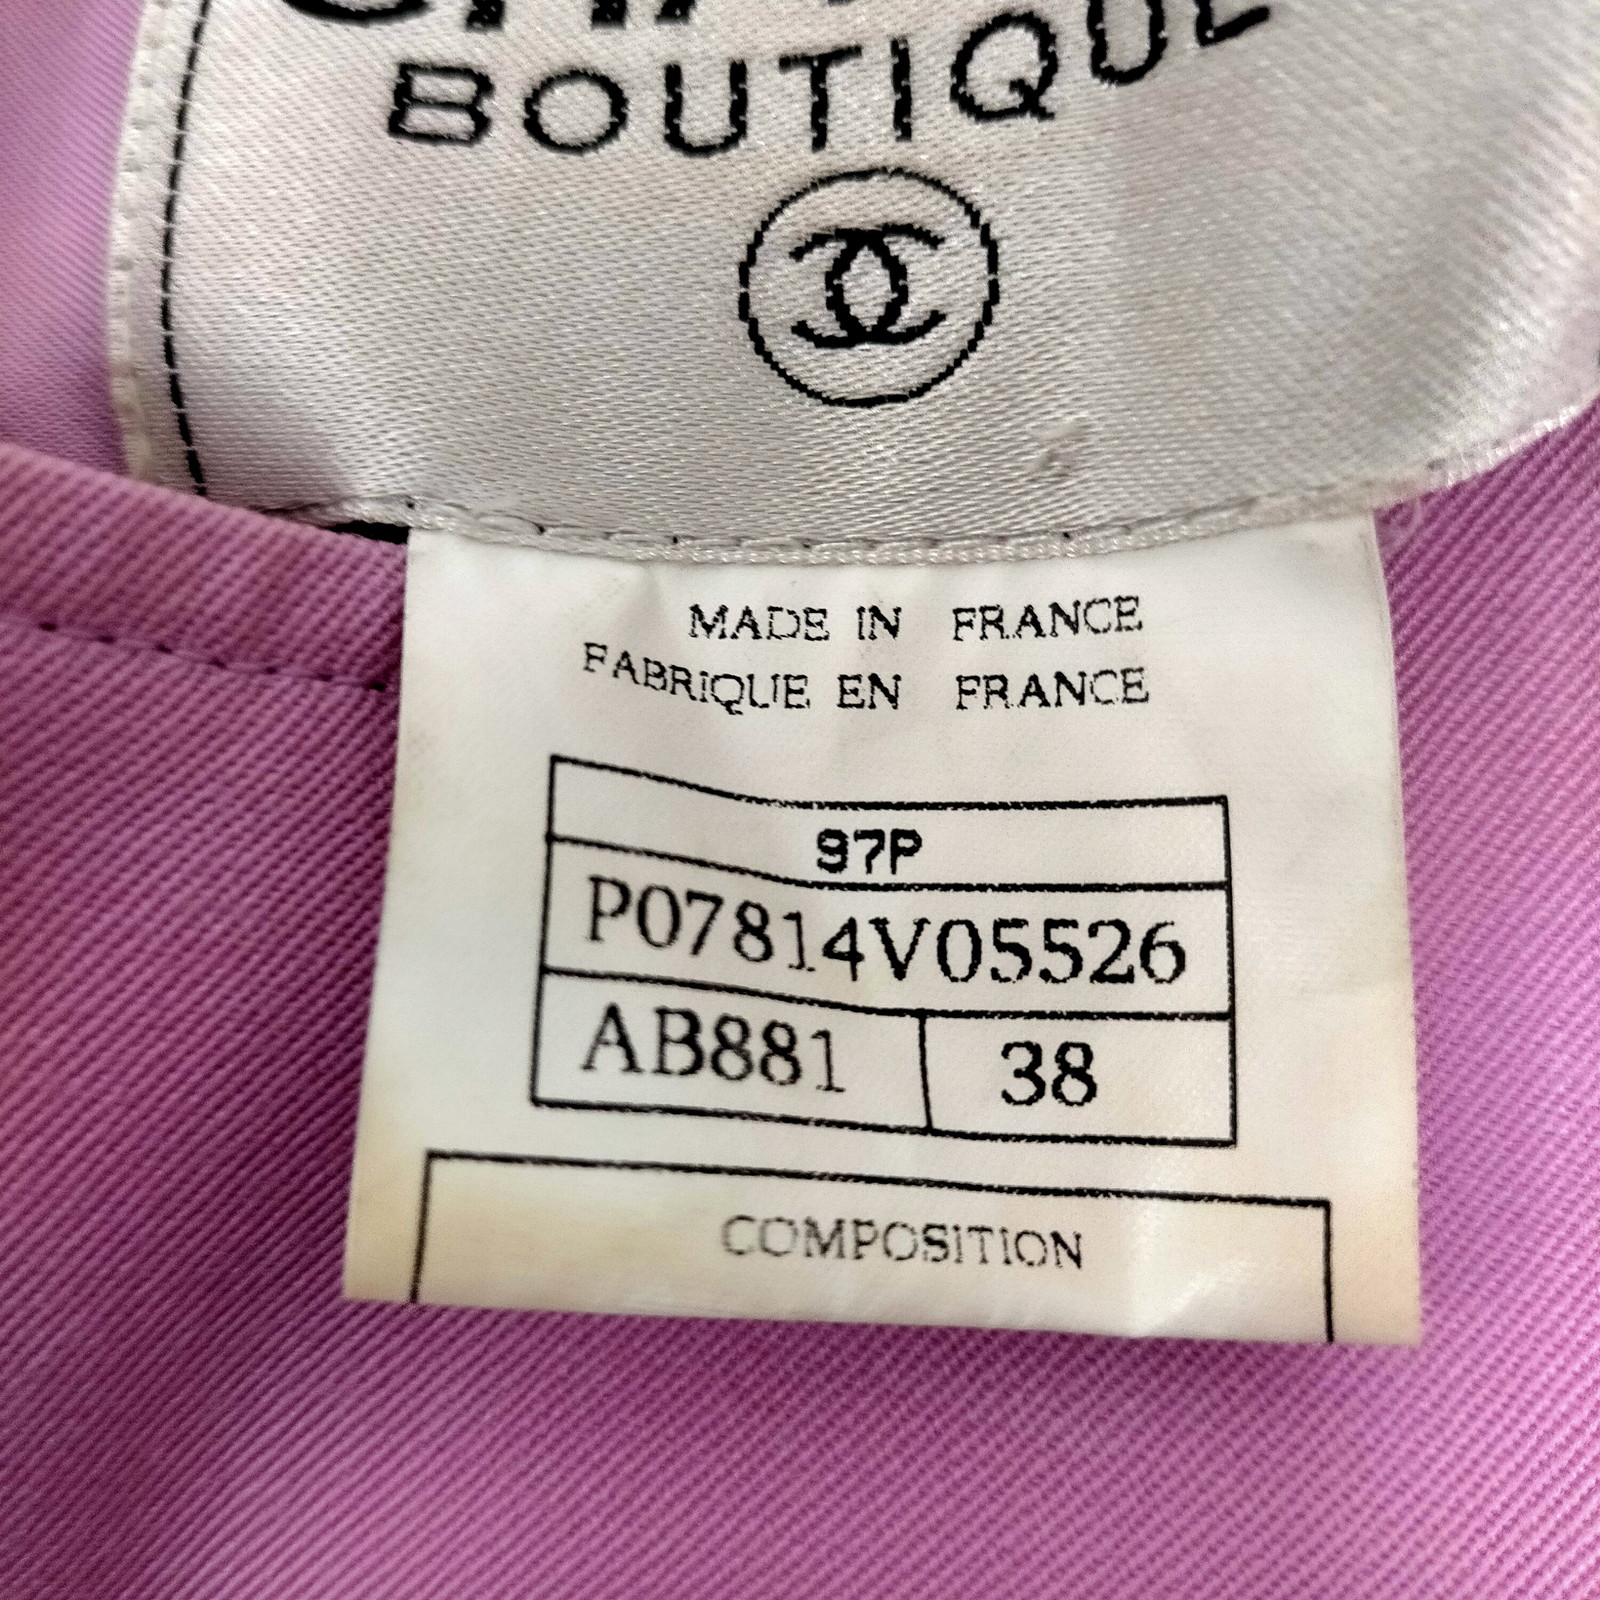 BOUTIQUE
MADE IN FRANCE
FABRIQUE EN FRANCE
97P
P07814V05526
AB881 38
COMPOSITION